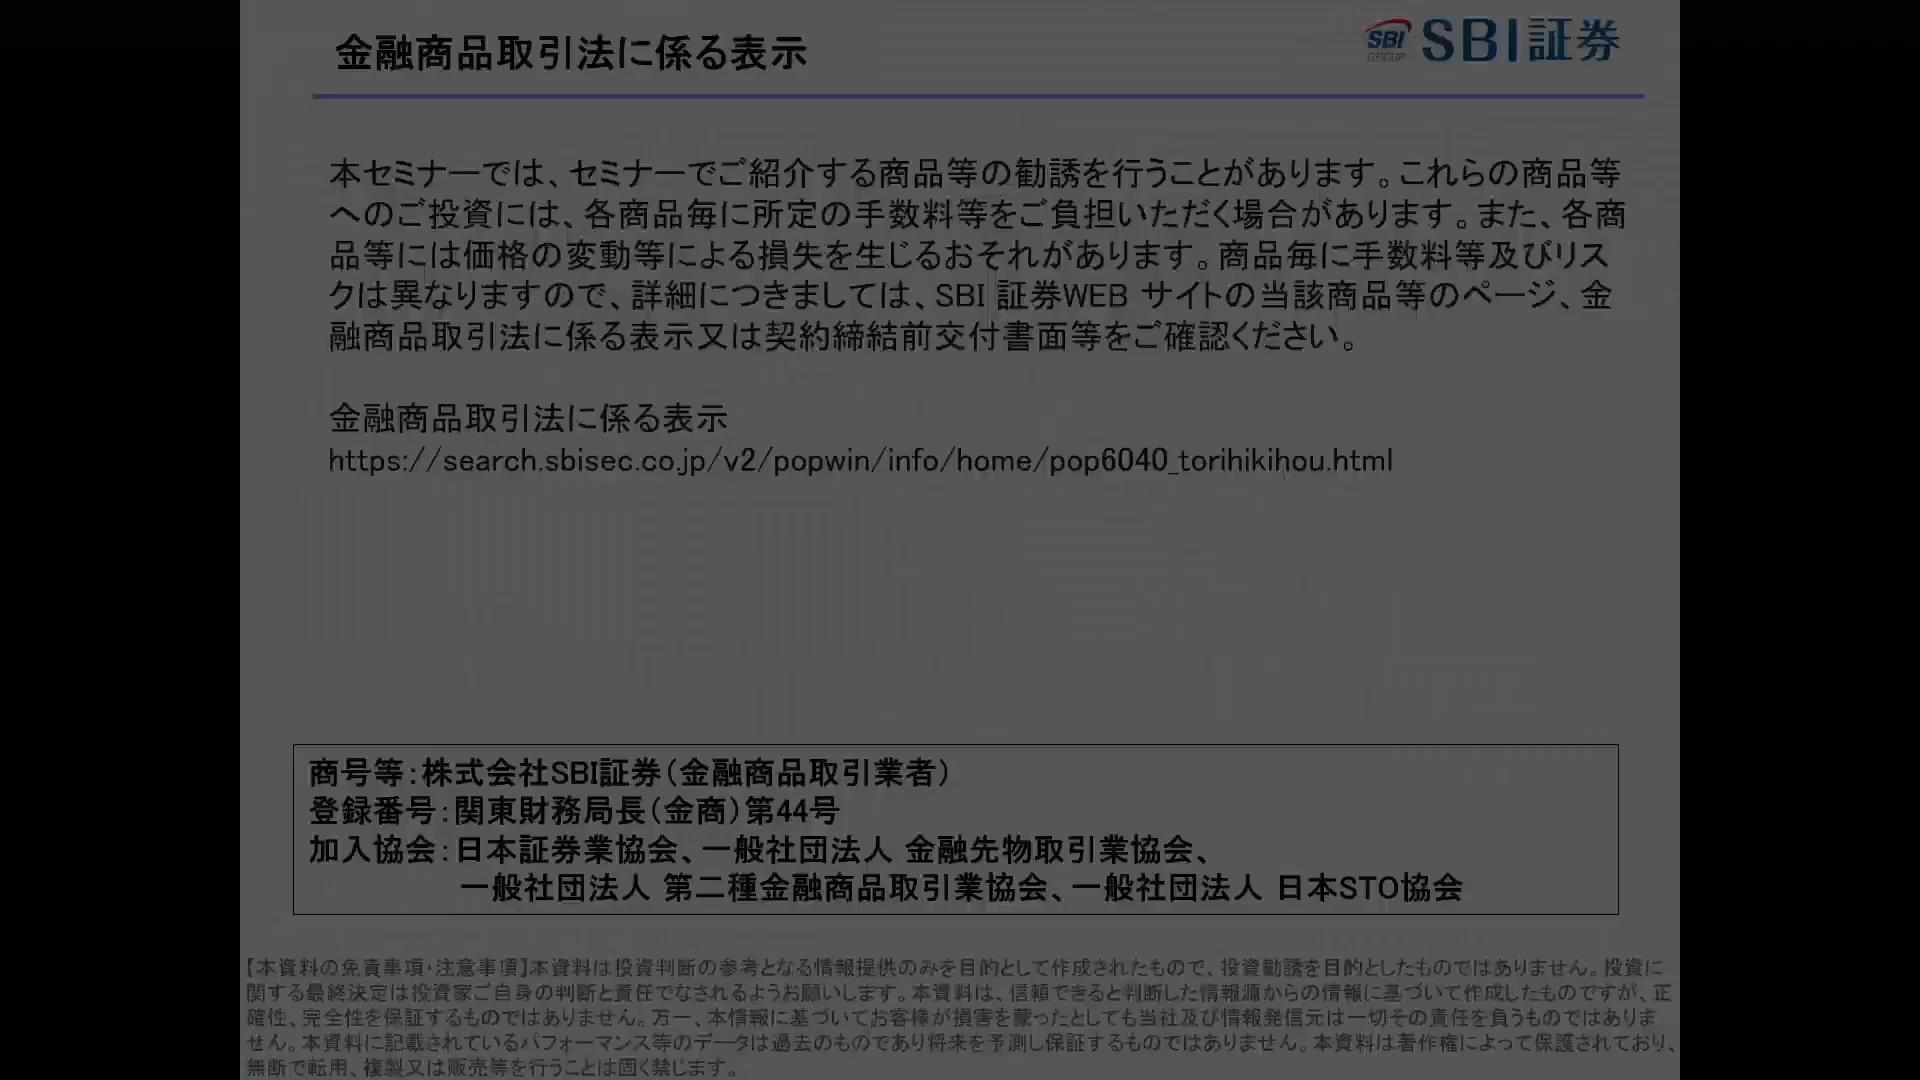 金融商品取引法に係る表示
SBI GROUP SBI証券
本セミナーでは、セミナーでご紹介する商品等の勧誘を行うことがあります。これらの商品等
へのご投資には、各商品毎に所定の手数料等をご負担いただく場合があります。また、各商
品等には価格の変動等による損失を生じるおそれがあります。商品毎に手数料等及びリス
クは異なりますので、詳細につきましては、SBI 証券WEB サイトの当該商品等のページ、金
融商品取引法に係る表示又は契約締結前交付書面等をご確認ください。
金融商品取引法に係る表示
https://search.sbisec.co.jp/v2/popwin/info/home/pop6040_torihikihou.html
商号等：株式会社SBI証券（金融商品取引業者）
登録番号：関東財務局長（金商）第44号
加入協会：日本証券業協会、一般社団法人 金融先物取引業協会、
一般社団法人 第二種金融商品取引業協会、一般社団法人 日本STO協会
【本資料の免責事項・注意事項】本資料は投資判断の参考となる情報提供のみを目的として作成されたもので、投資勧誘を目的としたものではありません。投資に
関する最終決定は投資家ご自身の判断と責任でなされるようお願いします。本資料は、信頼できると判断した情報源からの情報に基づいて作成したものですが、正
確性、完全性を保証するものではありません。万一、本情報に基づいてお客様が損害を蒙ったとしても当社及び情報発信元は一切その責任を負うものではありま
せん。本資料に記載されているパフォーマンス等のデータは過去のものであり将来を予測し保証するものではありません。本資料は著作権によって保護されており、
無断で転用、複製又は販売等を行うことは固く禁じます。